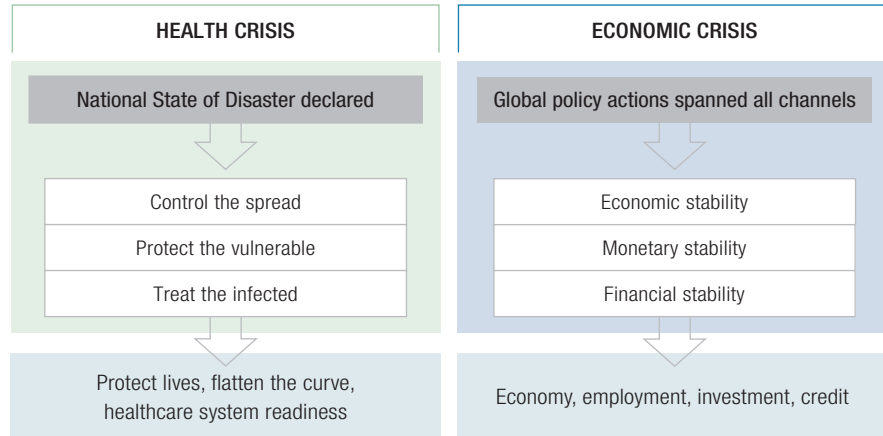 HEALTH CRISIS
National State of Disaster declared
Control the spread
Protect the vulnerable
Treat the infected
Protect lives, flatten the curve,
healthcare system readiness
ECONOMIC CRISIS
Global policy actions spanned all channels
Economic stability
Monetary stability
Financial stability
Economy, employment, investment, credit